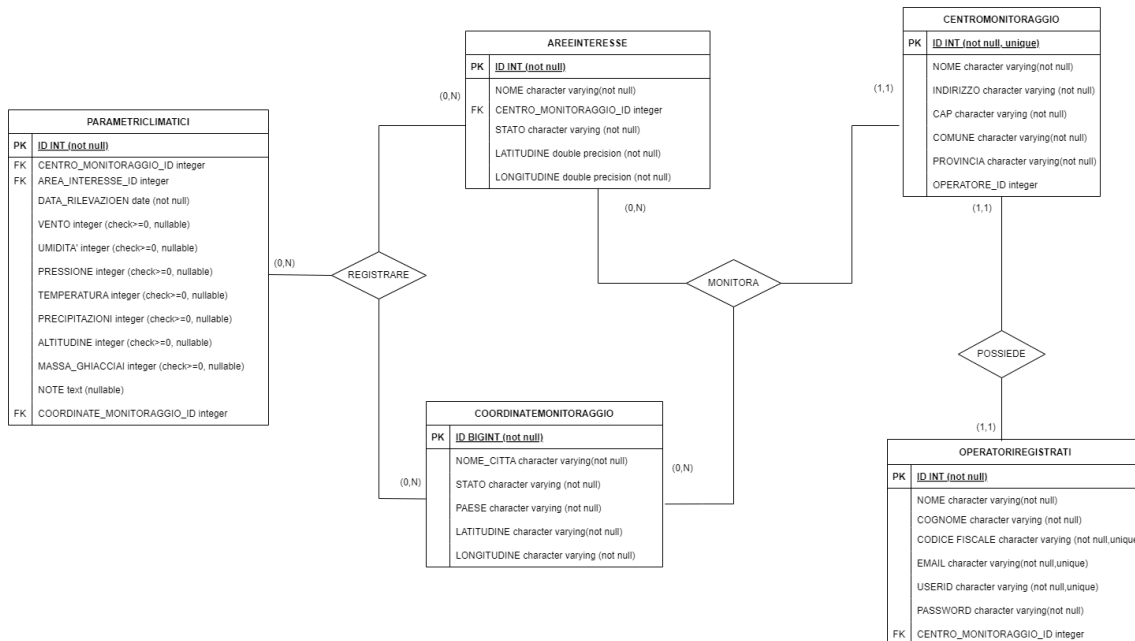 CENTROMONITORAGGIO
PK ID INT (not null, unique)
NOME character varying(not null)
INDIRIZZO character varying (not null)
CAP character varying (not null)
COMUNE character varying(not null)
PROVINCIA character varying(not null)
OPERATORE_ID integer
AREEINTERESSE
PK ID INT (not null)
NOME character varying(not null)
FK CENTRO_MONITORAGGIO_ID integer
STATO character varying (not null)
LATITUDINE double precision (not null)
LONGITUDINE double precision (not null)
(0,N)
(1,1)
PARAMETRICLIMATICI
PK ID INT (not null)
FK CENTRO_MONITORAGGIO_ID integer
FK AREA_INTERESSE_ID integer
DATA_RILEVAZIOEN date (not null)
VENTO integer (check>=0, nullable)
UMIDITA' integer (check>=0, nullable)
PRESSIONE integer (check>=0, nullable)
TEMPERATURA integer (check>=0, nullable)
PRECIPITAZIONI integer (check>=0, nullable)
ALTITUDINE integer (check>=0, nullable)
MASSA_GHIACCIAI integer (check>=0, nullable)
NOTE text (nullable)
FK COORDINATE_MONITORAGGIO_ID integer
(0,N)
(1,1)
(0,N)
REGISTRARE
MONITORA
POSSIEDE
COORDINATEMONITORAGGIO
PK ID BIGINT (not null)
NOME_CITTA character varying(not null)
STATO character varying (not null)
PAESE character varying (not null)
LATITUDINE character varying(not null)
LONGITUDINE character varying (not null)
(0,N)
(0,N)
(1,1)
OPERATORIREGISTRATI
PK ID INT (not null)
NOME character varying(not null)
COGNOME character varying (not null)
CODICE FISCALE character varying (not null,unique
EMAIL character varying(not null,unique)
USERID character varying (not null,unique)
PASSWORD character varying(not null)
FK CENTRO_MONITORAGGIO_ID integer